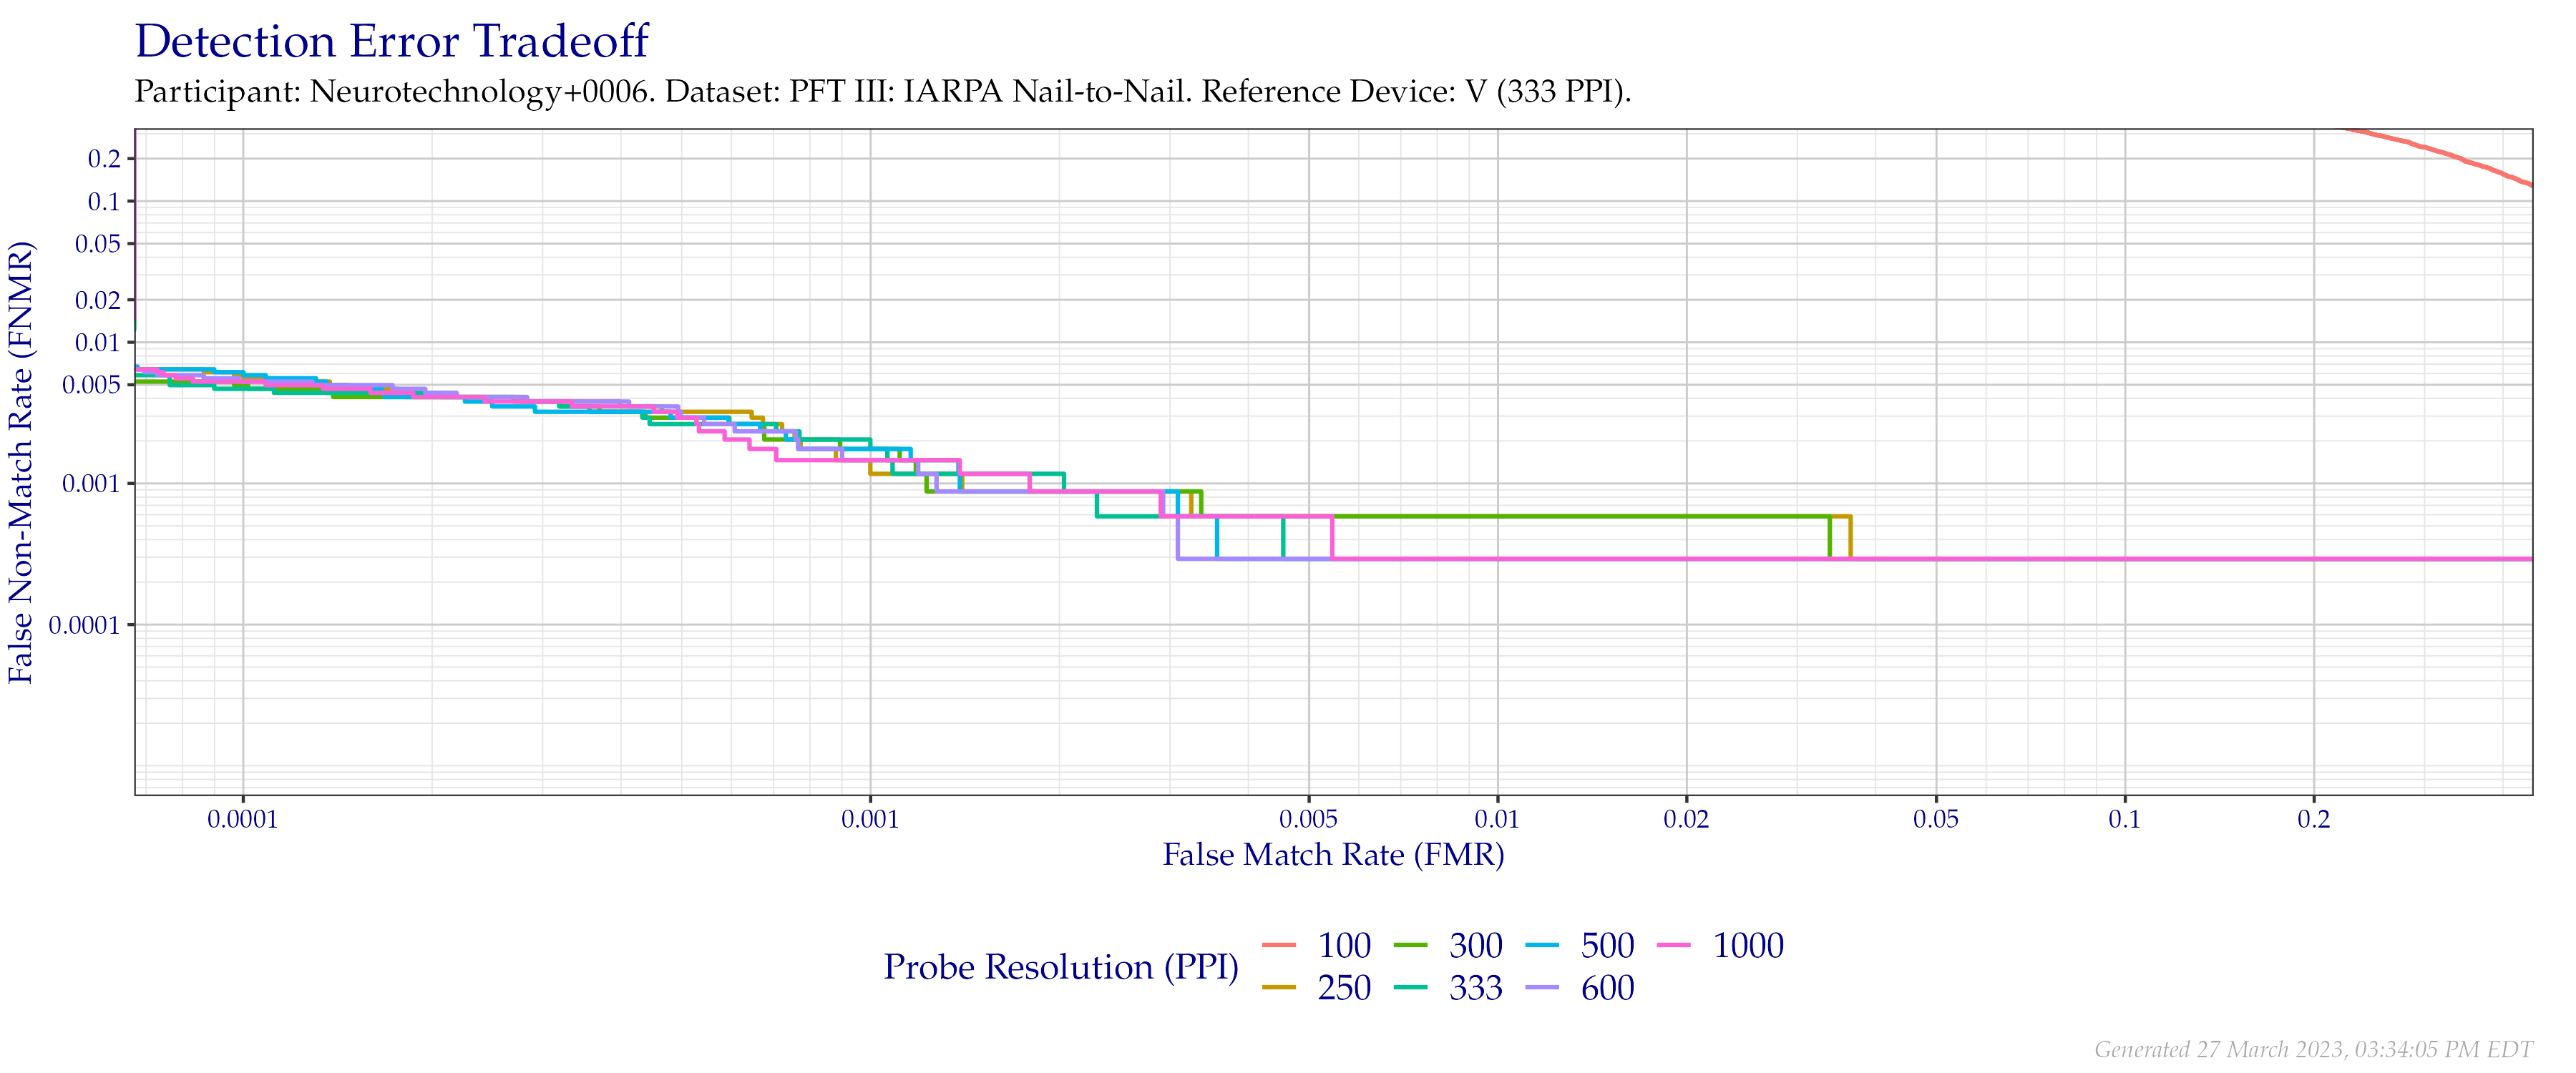 Detection Error Tradeoff
Participant: Neurotechnology+0006. Dataset: PFT III: IARPA Nail-to-Nail. Reference Device: V (333 PPI).
False Non-Match Rate (FNMR)
0.2
0.1
0.05
0.02
0.01
0.005
0.001
0.0001
0.0001 0.001 0.005 0.01 0.02 0.05 0.1 0.2
False Match Rate (FMR)
Probe Resolution (PPI)
100 300 500 1000
250 333 600
Generated 27 March 2023, 03:34:05 PM EDT